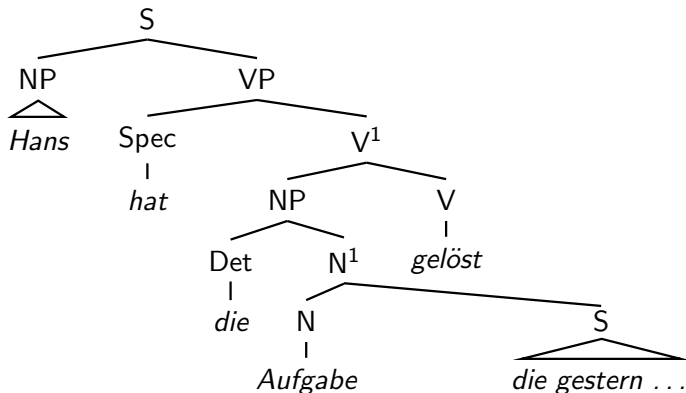 S
NP VP
Hans Spec V¹
hat NP V
Det N¹ gelöst
die N S
Aufgabe die gestern ...